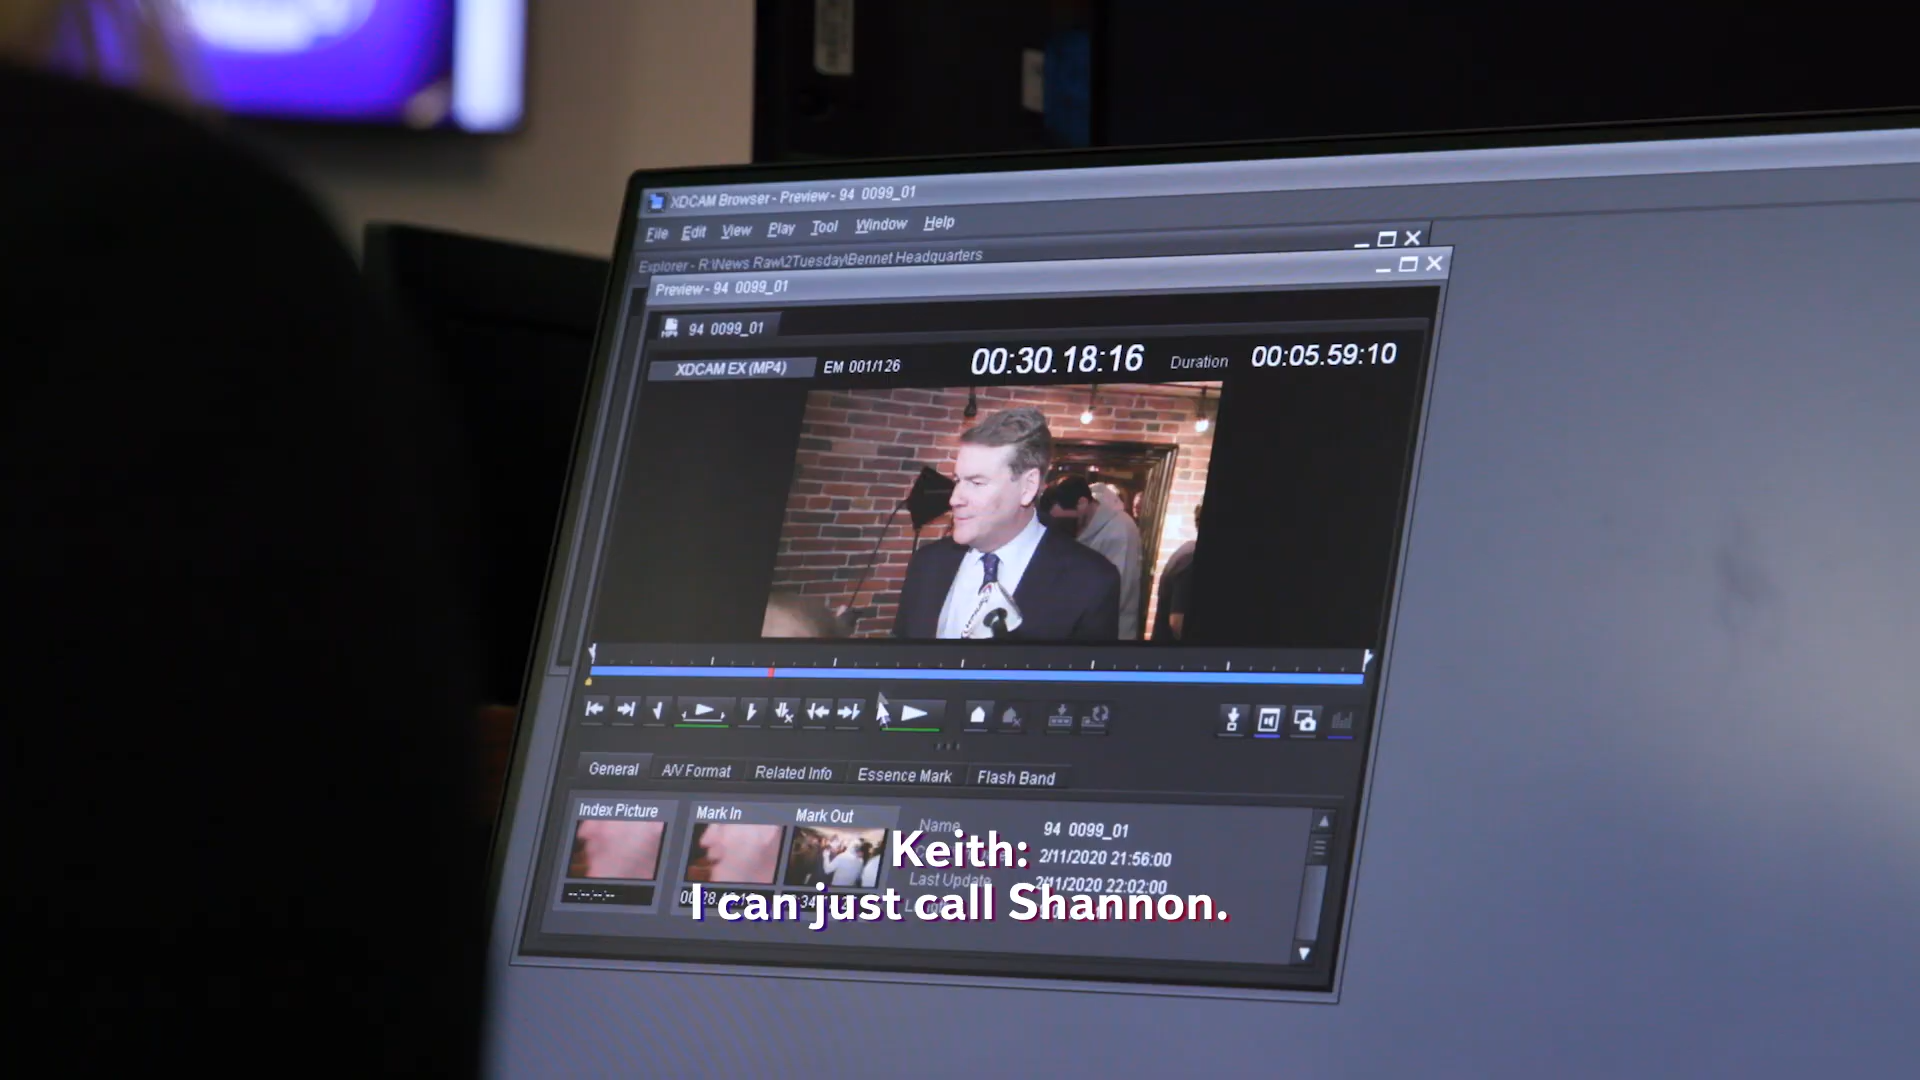 XDCAM Browser - Preview - 94 0099_01
File Edit View Play Tool Window Help
Explorer - R:\News Raw\2Tuesday\Bennet Headquarters
Preview - 94 0099_01
94 0099_01
XDCAM EX (MP4) EM 001/126 00:30.18:16 Duration 00:05.59:10
General A/V Format Related Info Essence Mark Flash Band
Index Picture Mark In Mark Out
Name 94 0099_01
2/11/2020 21:56:00
Last Update 2/11/2020 22:02:00
--:--:--:--
Keith:
I can just call Shannon.